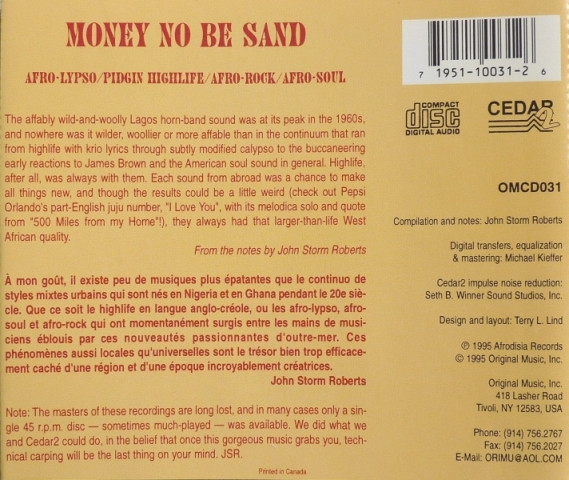 MONEY NO BE SAND
AFRO-LYPSO/PIDGIN HIGHLIFE/AFRO-ROCK/AFRO-SOUL
The affably wild-and-woolly Lagos horn-band sound was at its peak in the 1960s,
and nowhere was it wilder, woollier or more affable than in the continuum that ran
from highlife with krio lyrics through subtly modified calypso to the buccaneering
early reactions to James Brown and the American soul sound in general. Highlife,
after all, was always with them. Each sound from abroad was a chance to make
all things new, and though the results could be a little weird (check out Pepsi
Orlando's part-English juju number, "I Love You", with its melodica solo and quote
from "500 Miles from my Home"!), they always had that larger-than-life West
African quality.
From the notes by John Storm Roberts
À mon goût, il existe peu de musiques plus épatantes que le continuo de
styles mixtes urbains qui sont nés en Nigeria et en Ghana pendant le 20e siè-
cle. Que ce soit le highlife en langue anglo-créole, ou les afro-lypso, afro-
soul et afro-rock qui ont momentanément surgis entre les mains de musi-
ciens éblouis par ces nouveautés passionnantes d'outre-mer. Ces
phénomènes aussi locales qu'universelles sont le trésor bien trop efficace-
ment caché d'une région et d'une époque incroyablement créatrices.
John Storm Roberts
Note: The masters of these recordings are long lost, and in many cases only a sin-
gle 45 r.p.m. disc — sometimes much-played — was available. We did what we
and Cedar2 could do, in the belief that once this gorgeous music grabs you, tech-
nical carping will be the last thing on your mind. JSR.
Printed in Canada
7 1951-10031-2 6
COMPACT
disc
DIGITAL AUDIO
CEDAR
2
OMCD031
Compilation and notes: John Storm Roberts
Digital transfers, equalization
& mastering: Michael Kieffer
Cedar2 impulse noise reduction:
Seth B. Winner Sound Studios, Inc.
Design and layout: Terry L. Lind
℗ 1995 Afrodisia Records
© 1995 Original Music, Inc.
Original Music, Inc.
418 Lasher Road
Tivoli, NY 12583, USA
Phone: (914) 756.2767
Fax: (914) 756.2027
E-Mail: ORIMU@AOL.COM